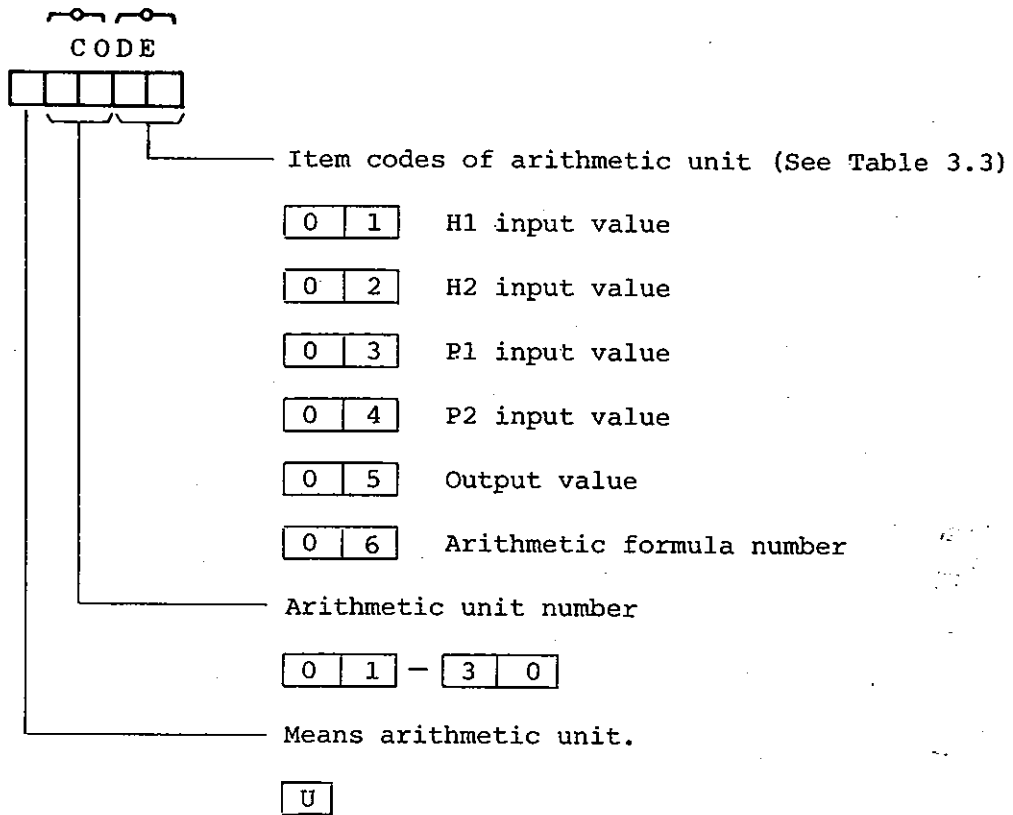 CODE
Item codes of arithmetic unit (See Table 3.3)
0 1 H1 input value
0 2 H2 input value
0 3 P1 input value
0 4 P2 input value
0 5 Output value
0 6 Arithmetic formula number
Arithmetic unit number
0 1 - 3 0
Means arithmetic unit.
U